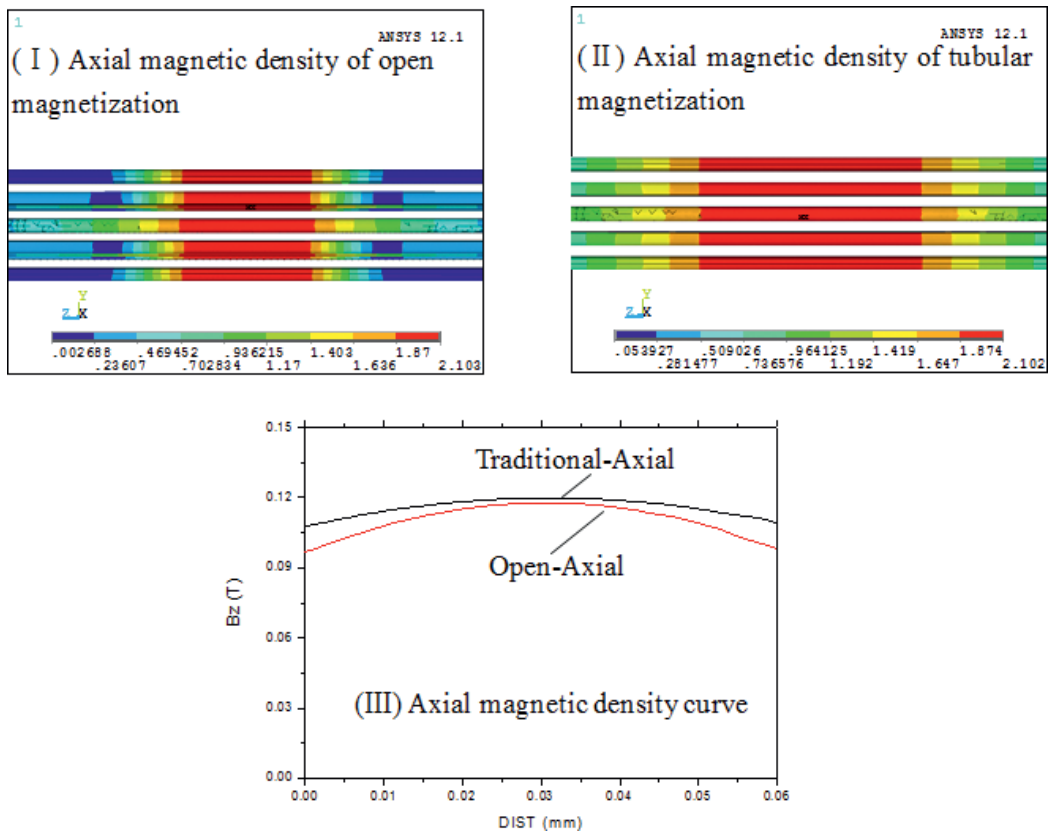 1
ANSYS 12.1
(Ⅰ) Axial magnetic density of open
magnetization
Y
Z X
.002688 .469452 .936215 1.403 1.87
.23607 .702834 1.17 1.636 2.103
1
ANSYS 12.1
(Ⅱ) Axial magnetic density of tubular
magnetization
Y
Z X
.053927 .509026 .964125 1.419 1.874
.281477 .736576 1.192 1.647 2.102
0.15
0.12
0.09
0.06
0.03
0.00
Bz (T)
Traditional-Axial
Open-Axial
(III) Axial magnetic density curve
0.00 0.01 0.02 0.03 0.04 0.05 0.06
DIST (mm)